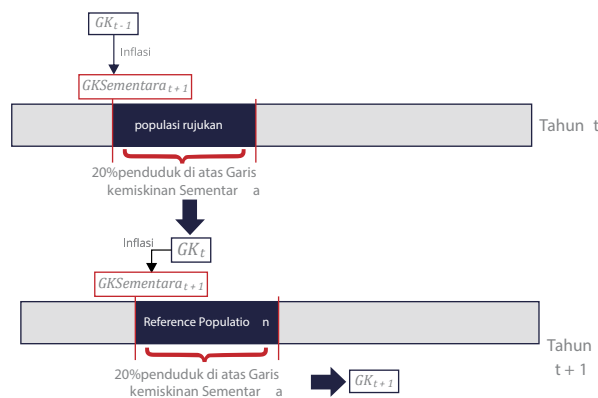 GK t - 1
Inflasi
GKSementara t + 1
populasi rujukan
Tahun t
20%penduduk di atas Garis
kemiskinan Sementar a
Inflasi
GK t
GKSementara t + 1
Reference Populatio n
Tahun
t + 1
20%penduduk di atas Garis
kemiskinan Sementar a
GK t + 1